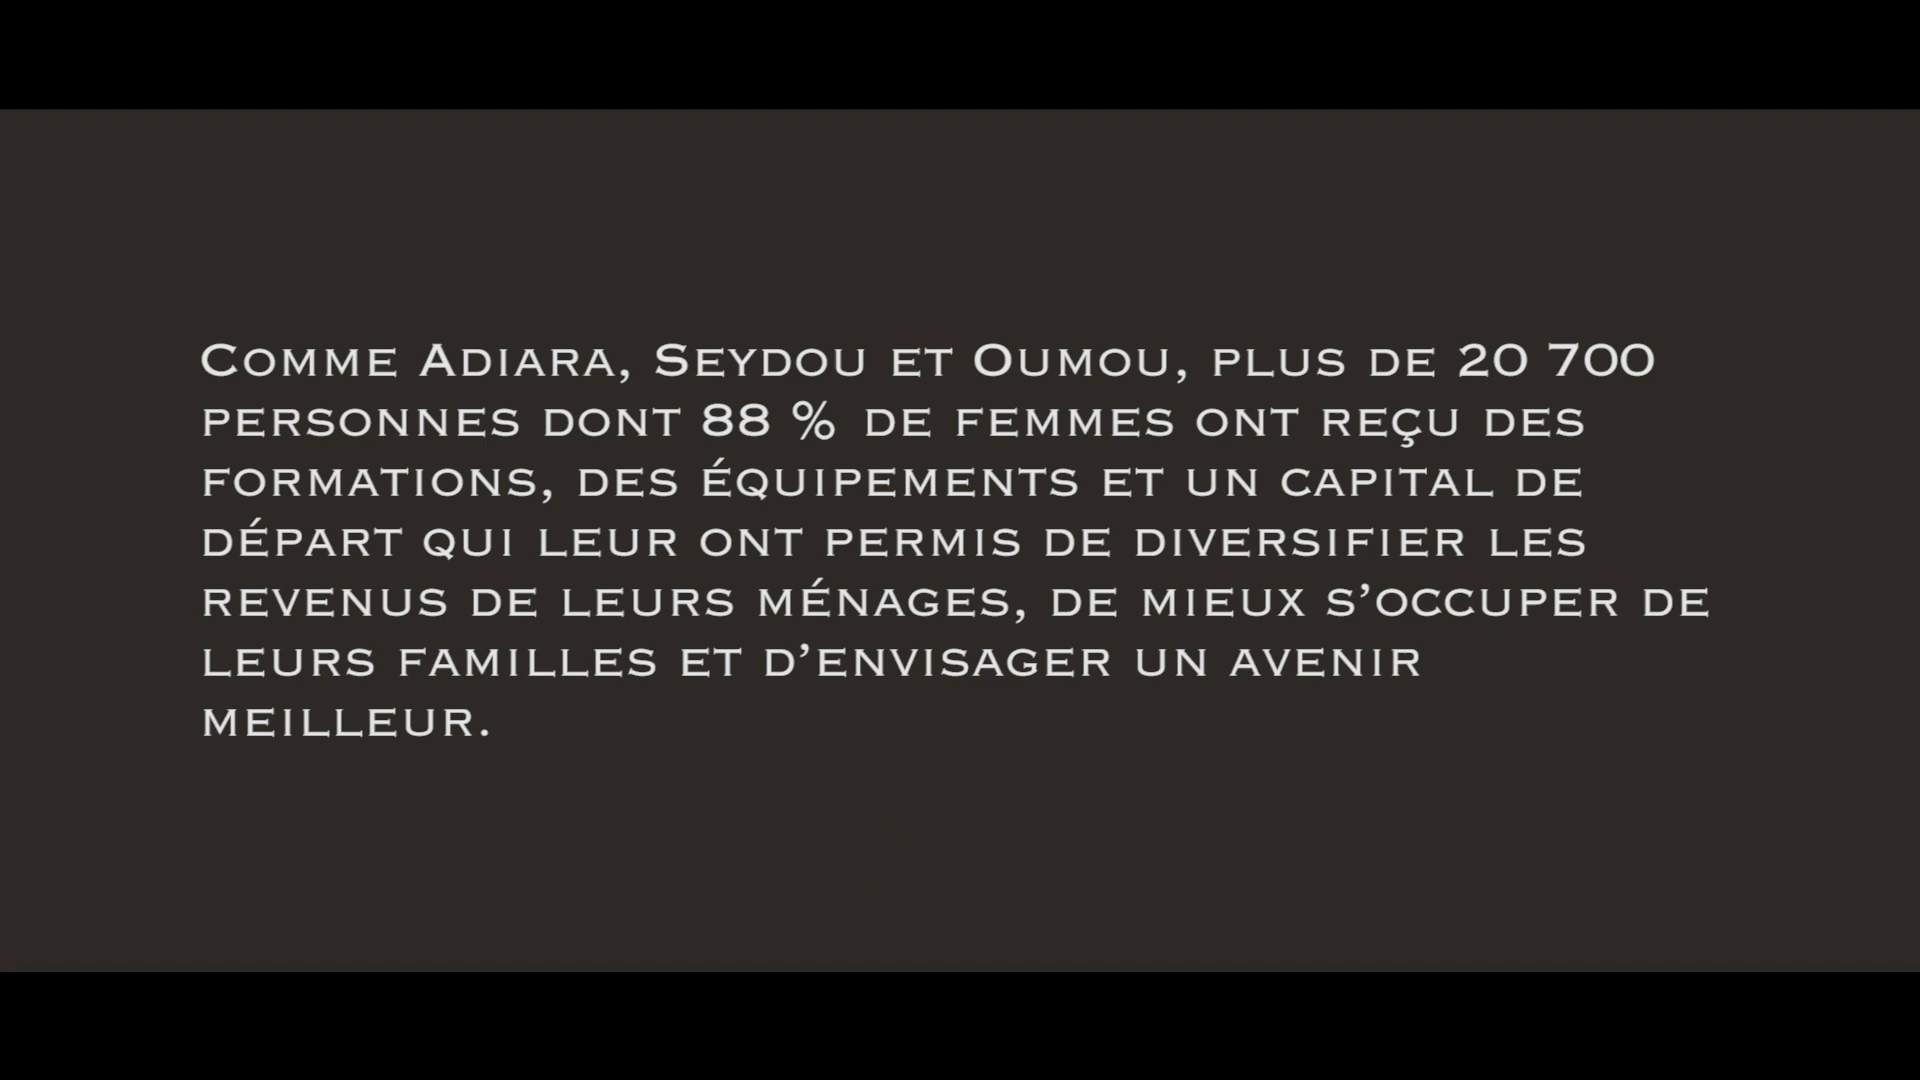 Comme Adiara, Seydou et Oumou, plus de 20 700
personnes dont 88 % de femmes ont reçu des
formations, des équipements et un capital de
départ qui leur ont permis de diversifier les
revenus de leurs ménages, de mieux s’occuper de
leurs familles et d’envisager un avenir
meilleur.